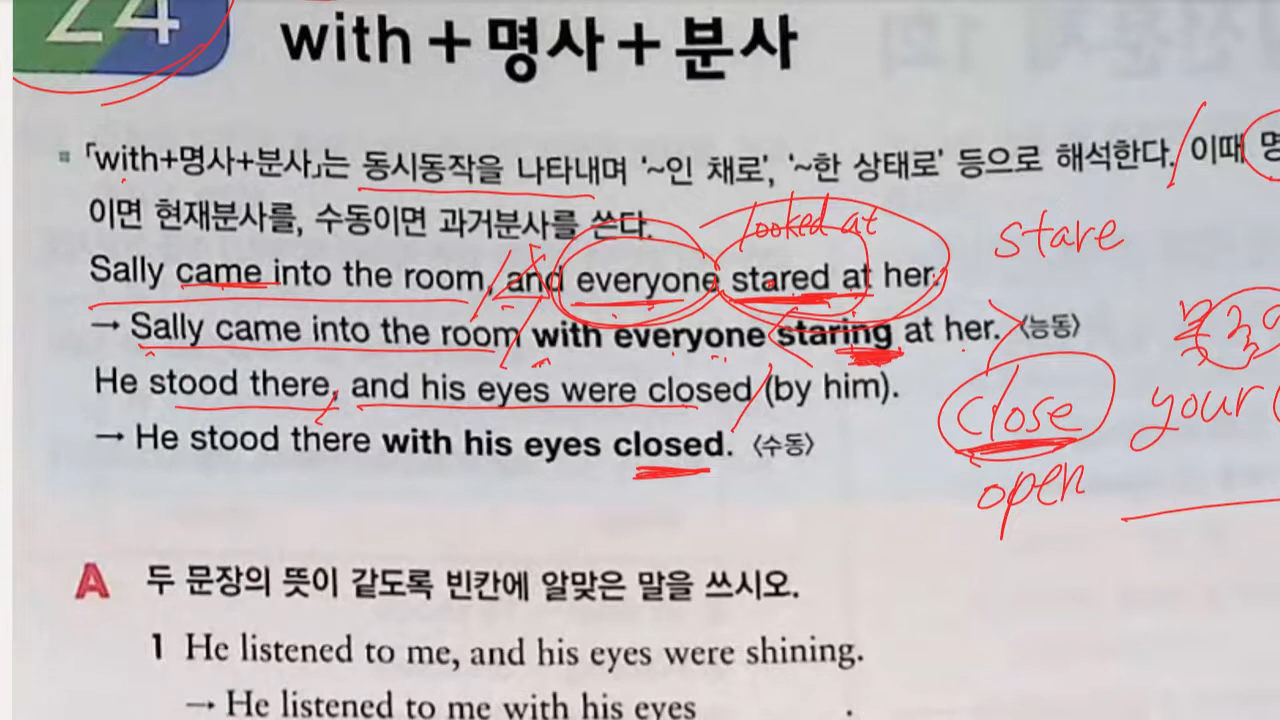 24
with + 명사 + 분사
「with+명사+분사」는 동시동작을 나타내며 '~인 채로', '~한 상태로' 등으로 해석한다. 이때 명
이면 현재분사를, 수동이면 과거분사를 쓴다.
looked at
stare
Sally came into the room, and everyone stared at her.
→ Sally came into the room with everyone staring at her. 〈능동〉
He stood there, and his eyes were closed (by him).
close your
→ He stood there with his eyes closed. 〈수동〉
open
A 두 문장의 뜻이 같도록 빈칸에 알맞은 말을 쓰시오.
1 He listened to me, and his eyes were shining.
→ He listened to me with his eyes .